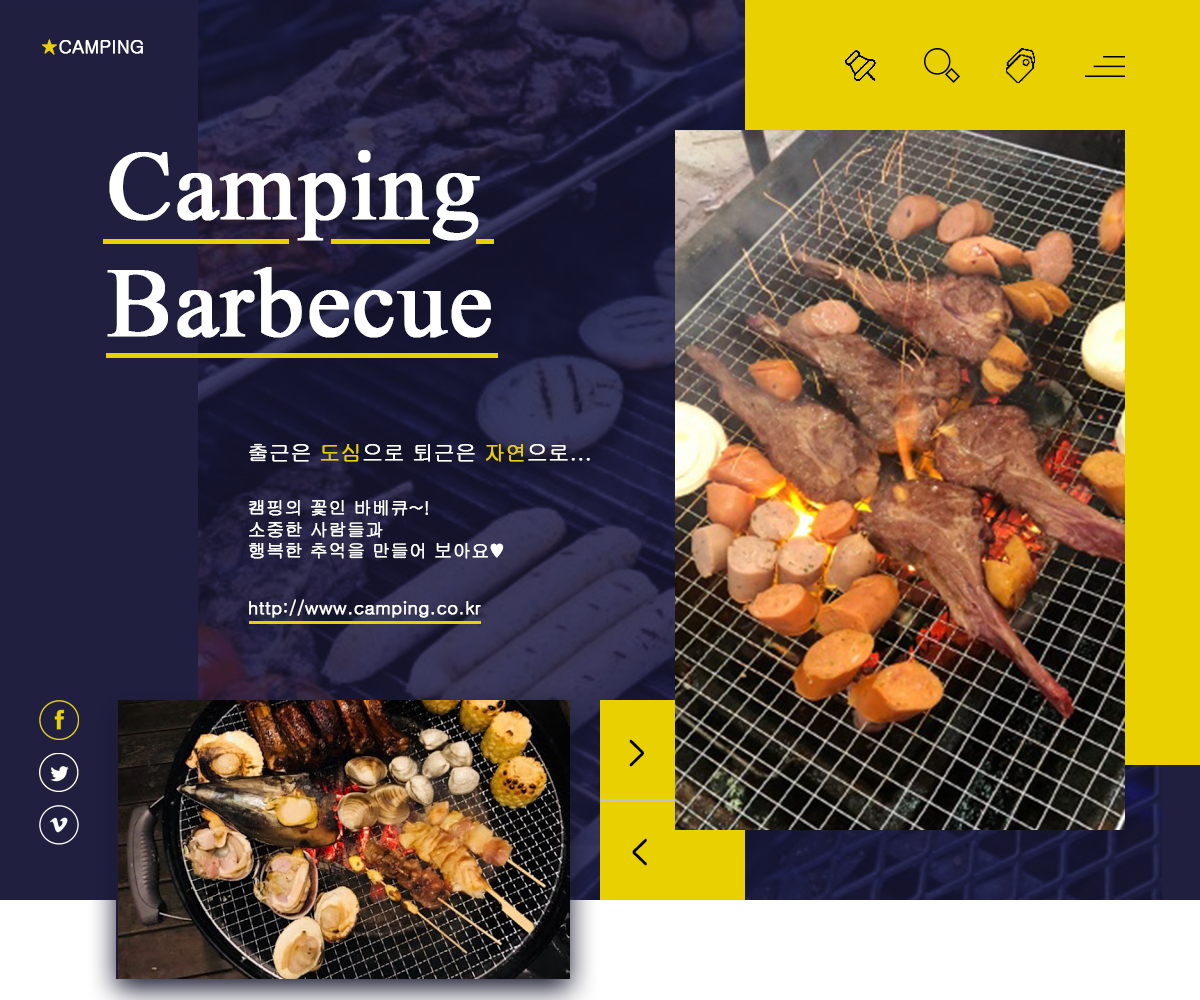 ★CAMPING
Camping
Barbecue
출근은 도심으로 퇴근은 자연으로...
캠핑의 꽃인 바베큐~!
소중한 사람들과
행복한 추억을 만들어 보아요♥
http://www.camping.co.kr